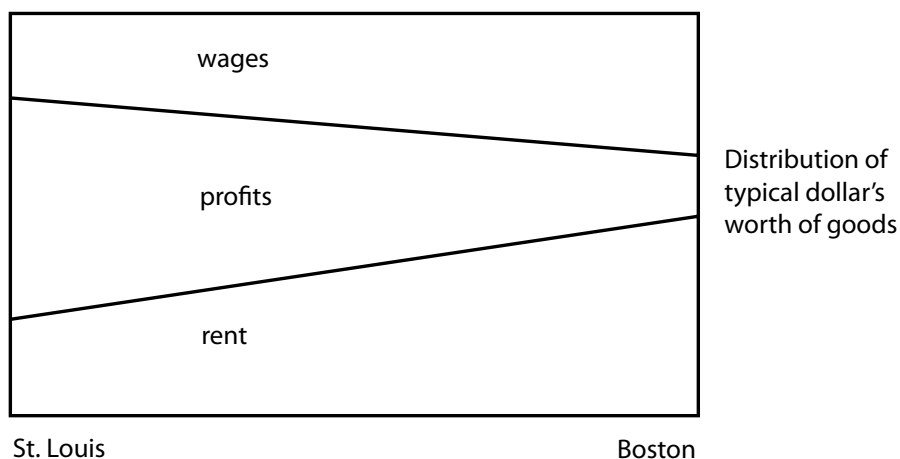 wages
profits
rent
Distribution of
typical dollar's
worth of goods
St. Louis
Boston